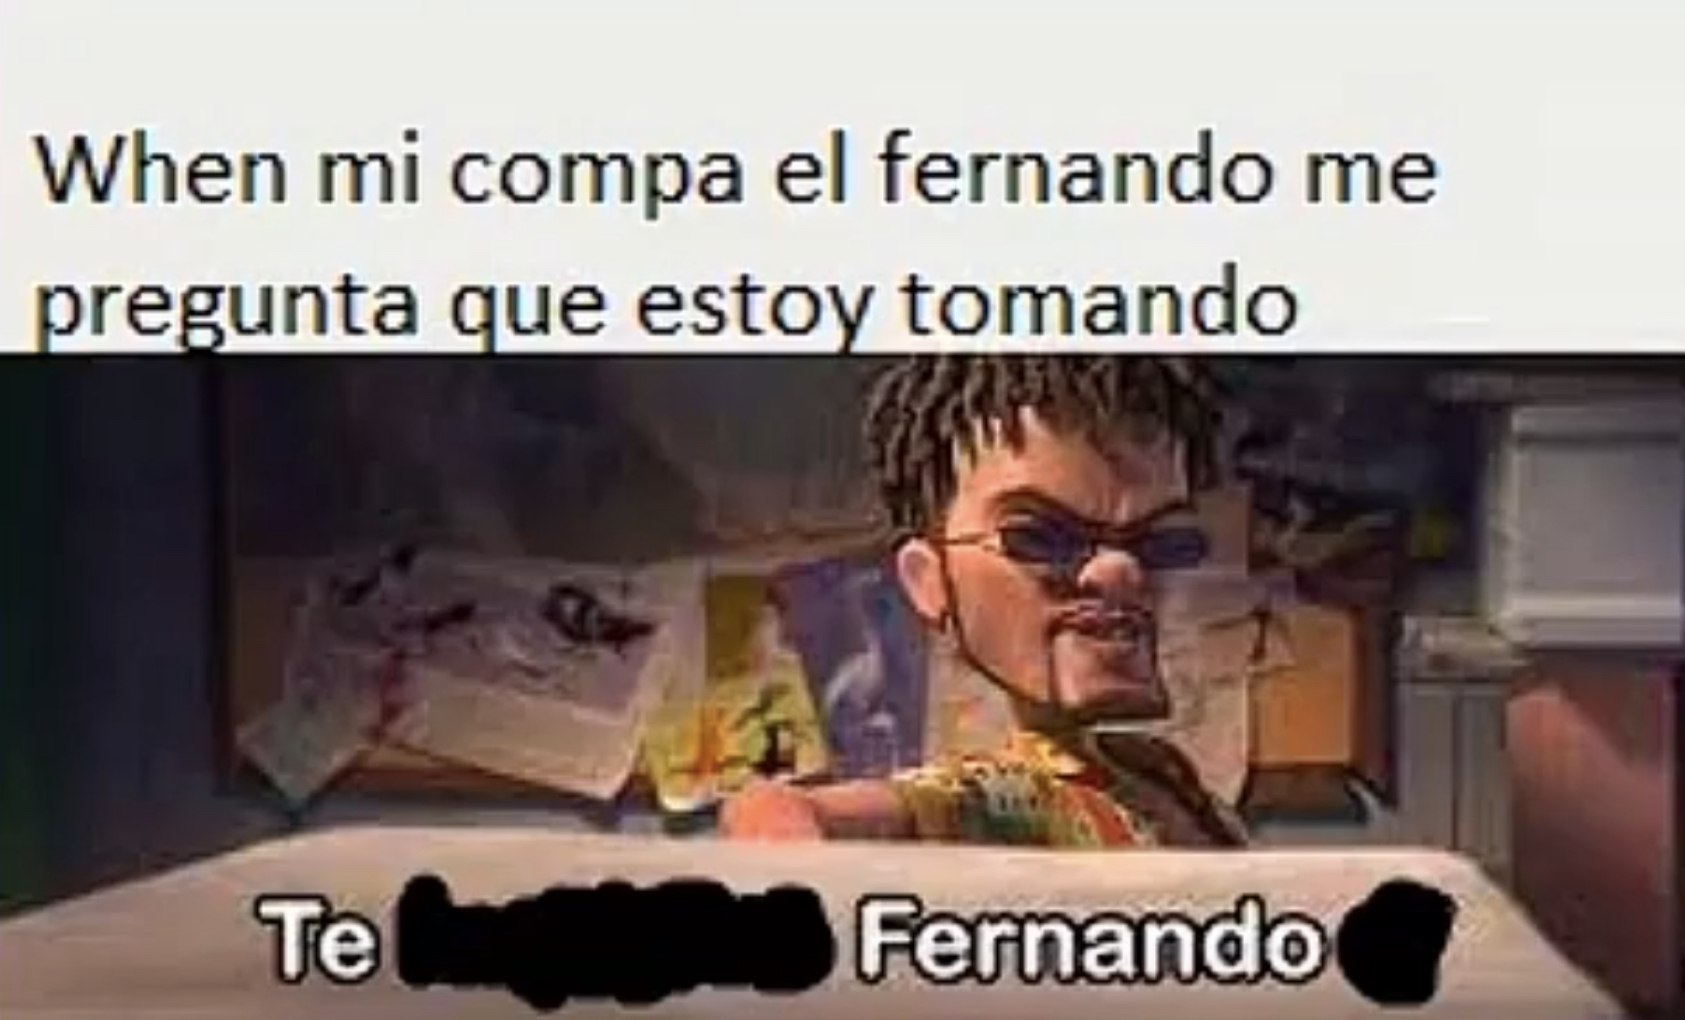 When mi compa el fernando me
pregunta que estoy tomando
Te Fernando